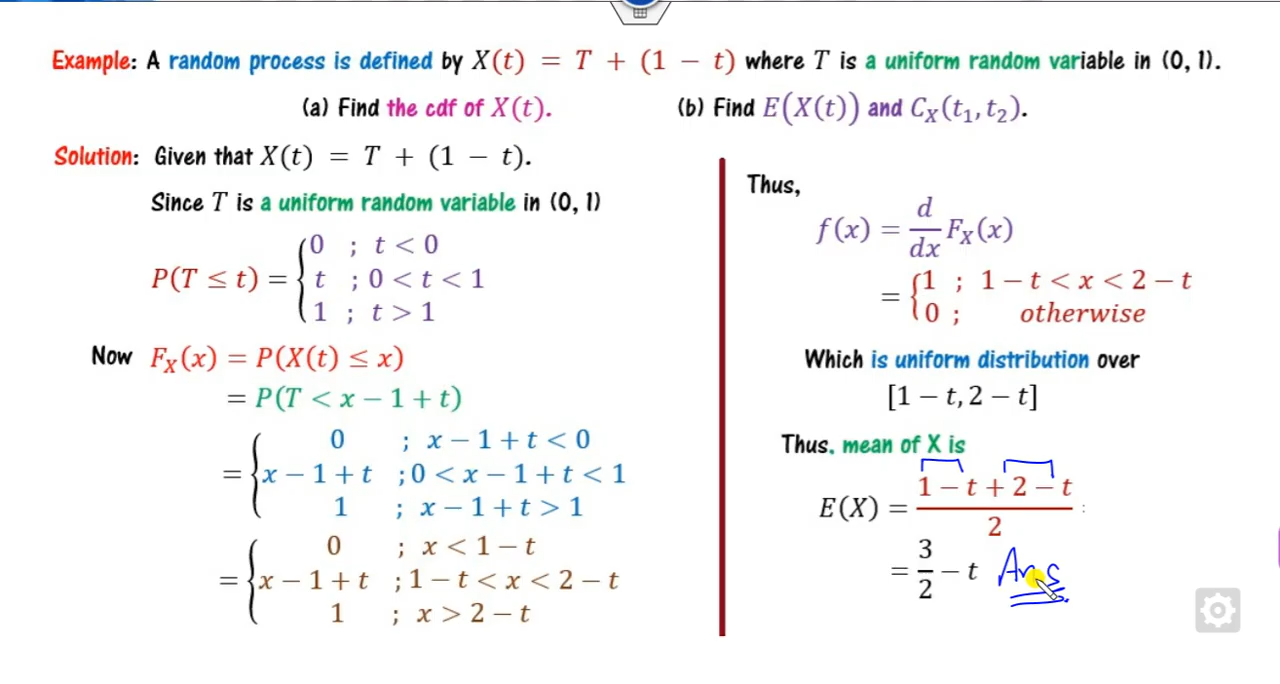 Example: A random process is defined by X(t) = T + (1 − t) where T is a uniform random variable in (0, 1).
(a) Find the cdf of X(t). (b) Find E(X(t)) and C_X(t₁, t₂).
Solution: Given that X(t) = T + (1 − t).
Since T is a uniform random variable in (0, 1)
P(T ≤ t) = { 0 ; t < 0
t ; 0 < t < 1
1 ; t > 1
Now F_X(x) = P(X(t) ≤ x)
= P(T < x − 1 + t)
= { 0 ; x − 1 + t < 0
x − 1 + t ; 0 < x − 1 + t < 1
1 ; x − 1 + t > 1
= { 0 ; x < 1 − t
x − 1 + t ; 1 − t < x < 2 − t
1 ; x > 2 − t
Thus,
f(x) = d/dx F_X(x)
= { 1 ; 1 − t < x < 2 − t
0 ; otherwise
Which is uniform distribution over
[1 − t, 2 − t]
Thus. mean of X is
E(X) = (1 − t + 2 − t)/2
= 3/2 − t Ans